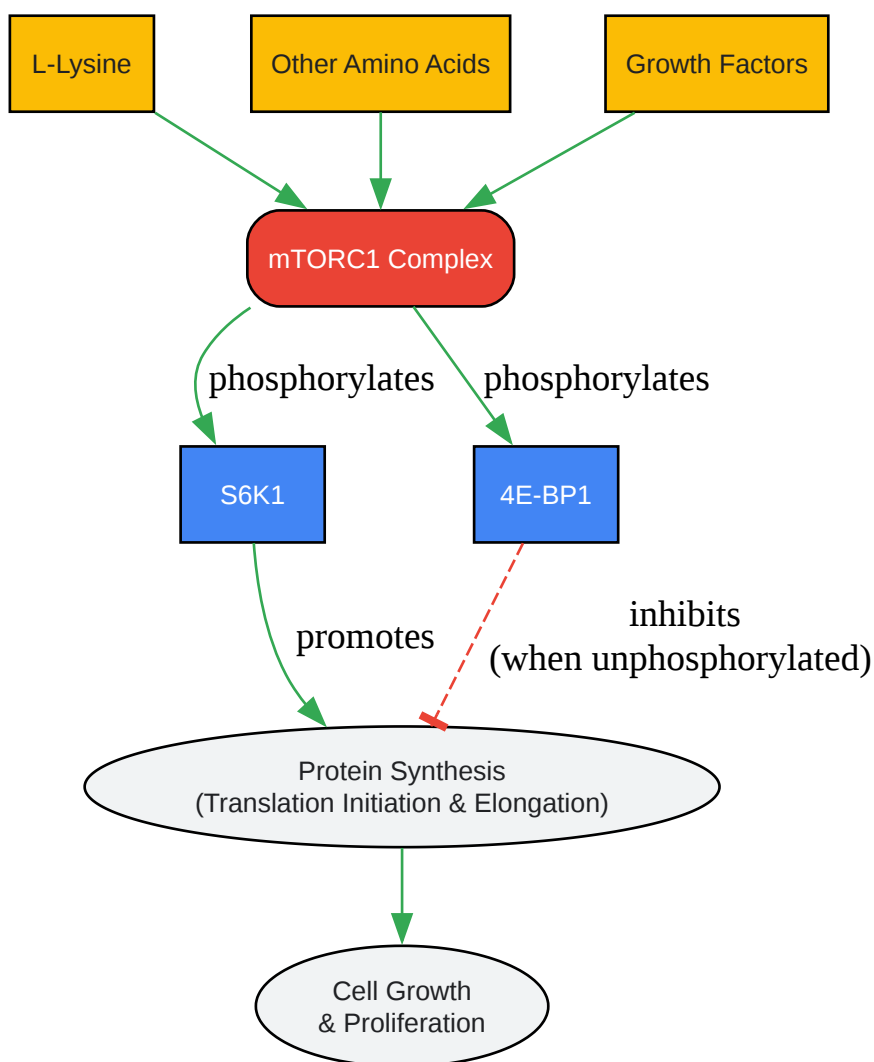 L-Lysine
Other Amino Acids
Growth Factors
mTORC1 Complex
phosphorylates
phosphorylates
S6K1
4E-BP1
promotes
inhibits
(when unphosphorylated)
Protein Synthesis
(Translation Initiation & Elongation)
Cell Growth
& Proliferation